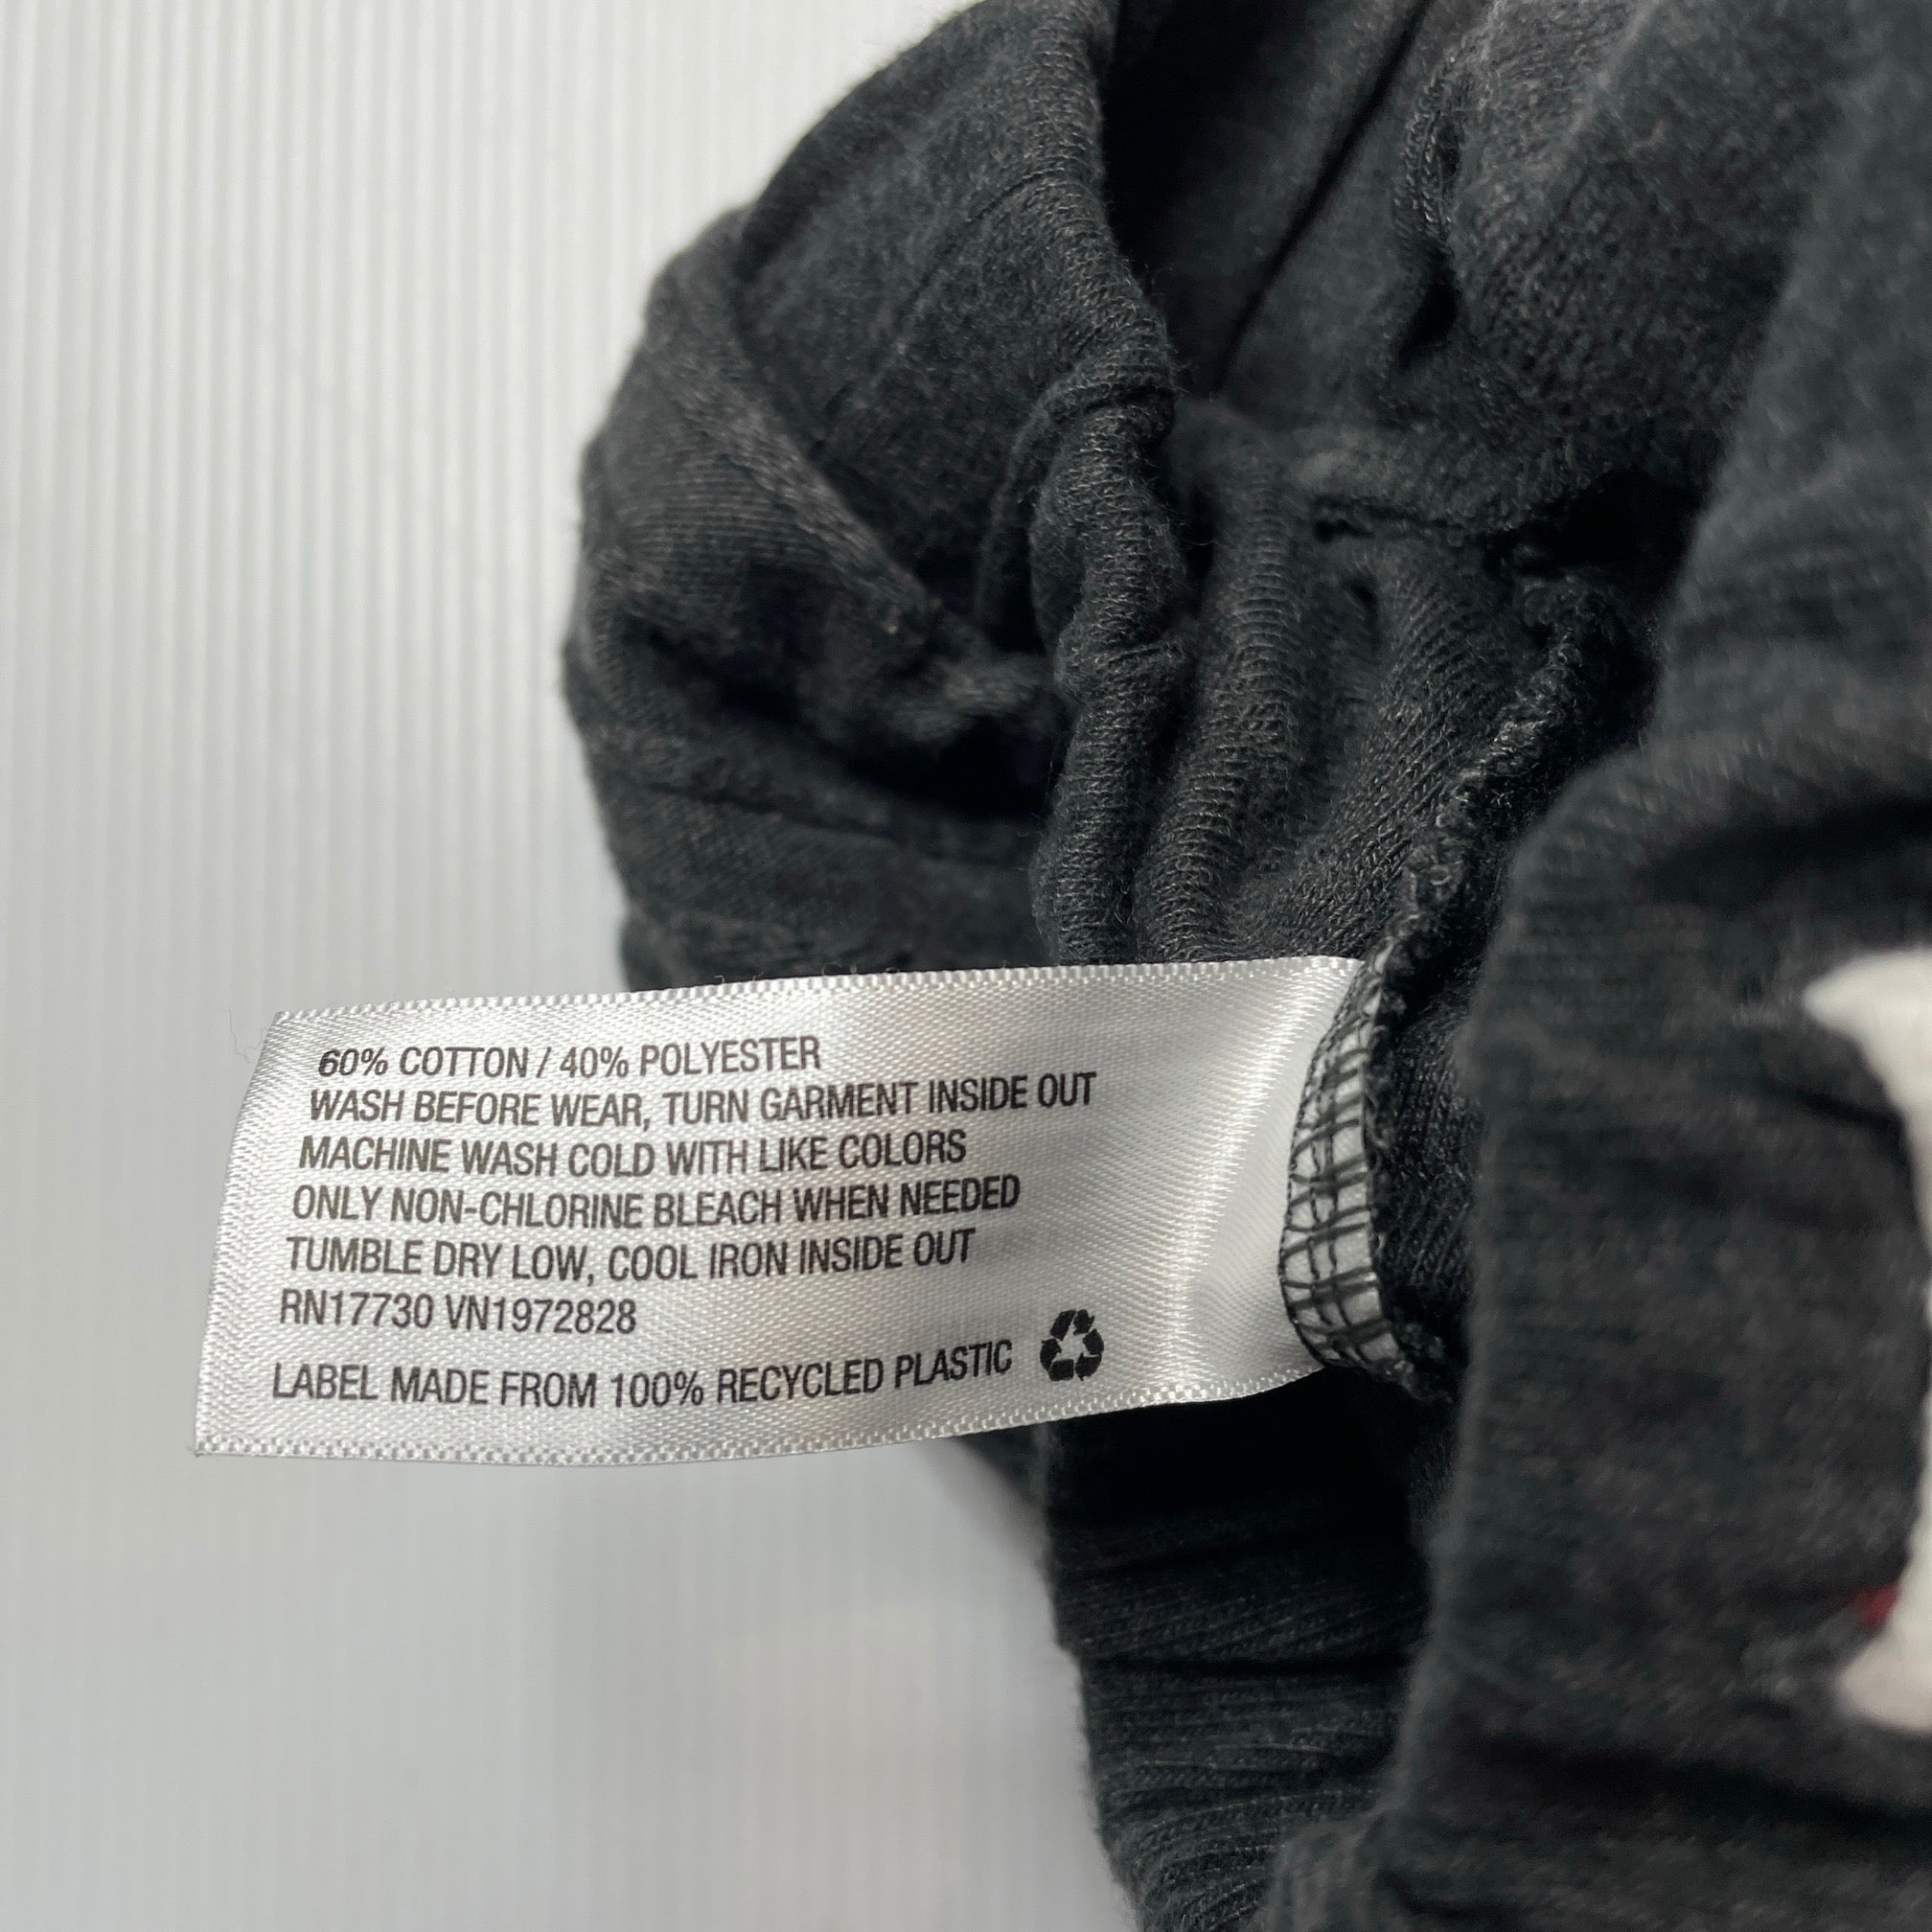 60% COTTON / 40% POLYESTER
WASH BEFORE WEAR, TURN GARMENT INSIDE OUT
MACHINE WASH COLD WITH LIKE COLORS
ONLY NON-CHLORINE BLEACH WHEN NEEDED
TUMBLE DRY LOW, COOL IRON INSIDE OUT
RN17730 VN1972828
LABEL MADE FROM 100% RECYCLED PLASTIC